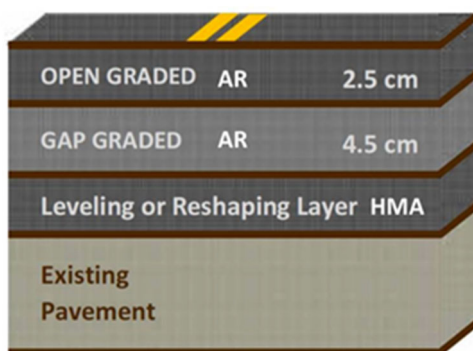 OPEN GRADED AR 2.5 cm
GAP GRADED AR 4.5 cm
Leveling or Reshaping Layer HMA
Existing
Pavement